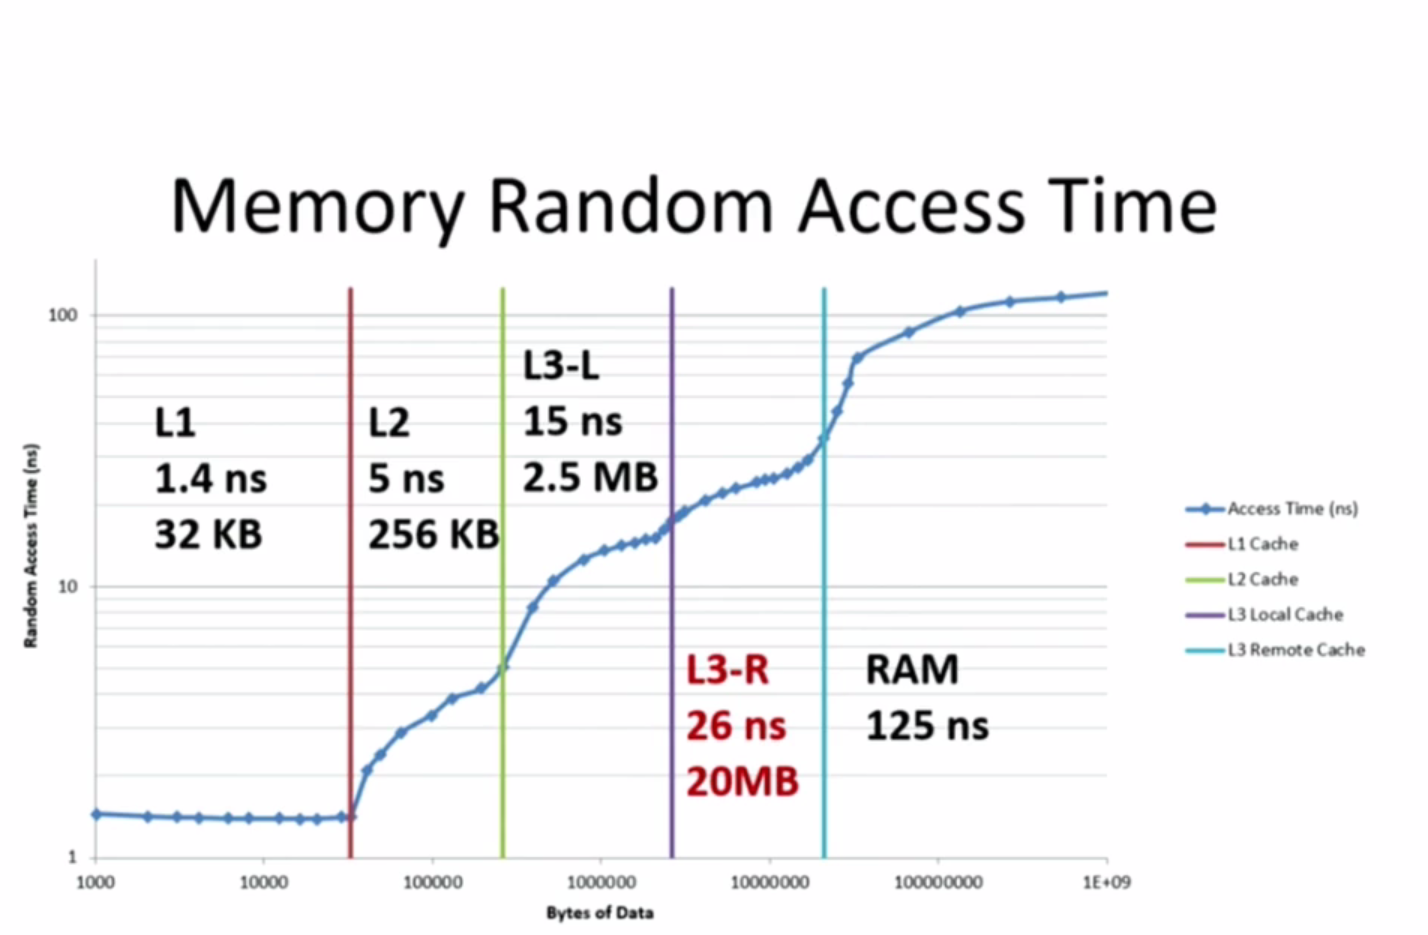 Memory Random Access Time
100
10
1
Random Access Time (ns)
L1
1.4 ns
32 KB
L2
5 ns
256 KB
L3-L
15 ns
2.5 MB
L3-R
26 ns
20MB
RAM
125 ns
1000
10000
100000
1000000
10000000
100000000
1E+09
Bytes of Data
Access Time (ns)
L1 Cache
L2 Cache
L3 Local Cache
L3 Remote Cache